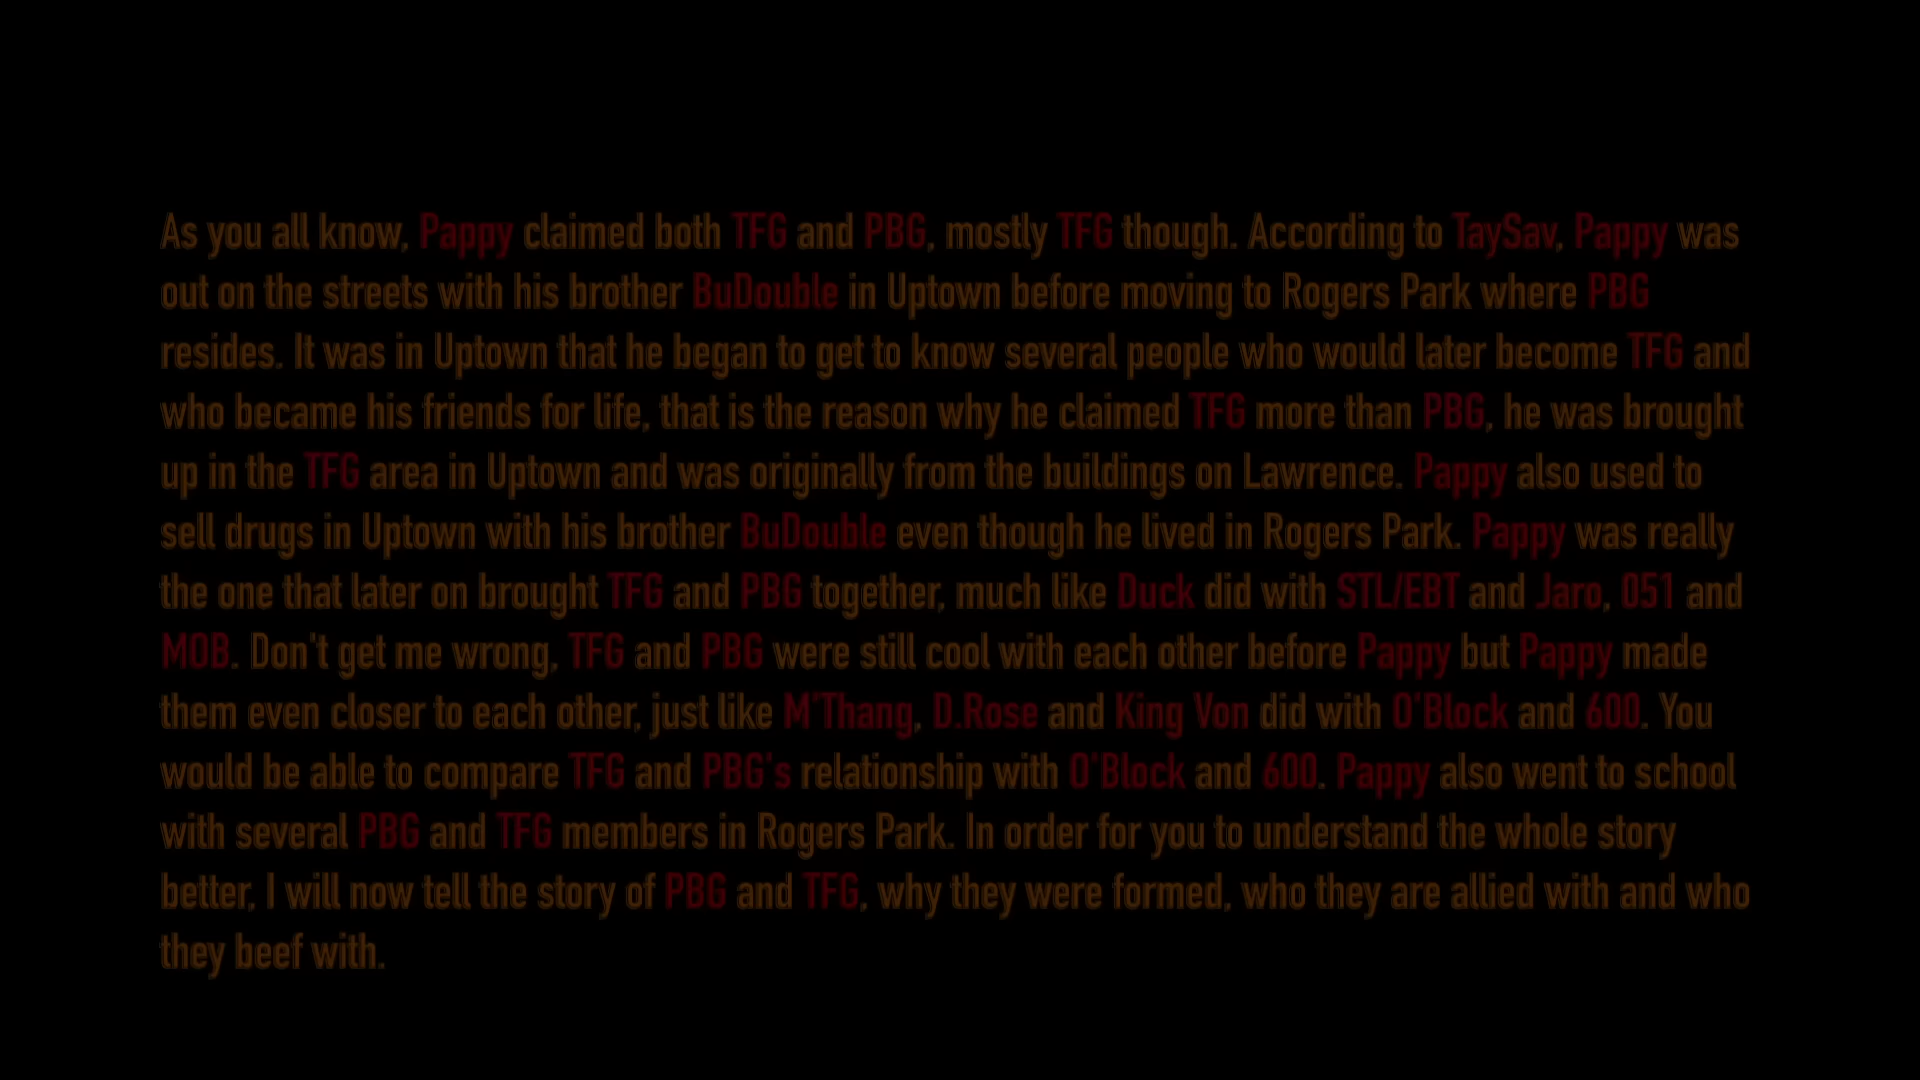 As you all know, Pappy claimed both TFG and PBG, mostly TFG though. According to TaySav, Pappy was
out on the streets with his brother BuDouble in Uptown before moving to Rogers Park where PBG
resides. It was in Uptown that he began to get to know several people who would later become TFG and
who became his friends for life, that is the reason why he claimed TFG more than PBG, he was brought
up in the TFG area in Uptown and was originally from the buildings on Lawrence. Pappy also used to
sell drugs in Uptown with his brother BuDouble even though he lived in Rogers Park. Pappy was really
the one that later on brought TFG and PBG together, much like Duck did with STL/EBT and Jaro, 051 and
MOB. Don't get me wrong, TFG and PBG were still cool with each other before Pappy but Pappy made
them even closer to each other, just like M'Thang, D.Rose and King Von did with O'Block and 600. You
would be able to compare TFG and PBG's relationship with O'Block and 600. Pappy also went to school
with several PBG and TFG members in Rogers Park. In order for you to understand the whole story
better, I will now tell the story of PBG and TFG, why they were formed, who they are allied with and who
they beef with.